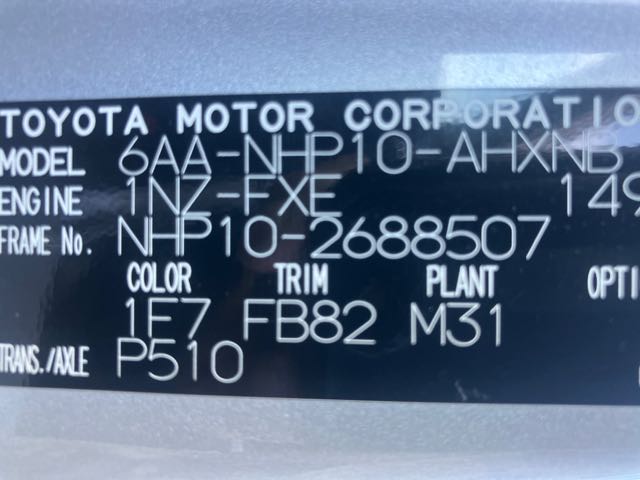 TOYOTA MOTOR CORPORATIO
MODEL 6AA-NHP10-AHXNB
ENGINE 1NZ-FXE 149
FRAME No. NHP10-2688507
COLOR TRIM PLANT OPTI
1F7 FB82 M31
TRANS./AXLE P510